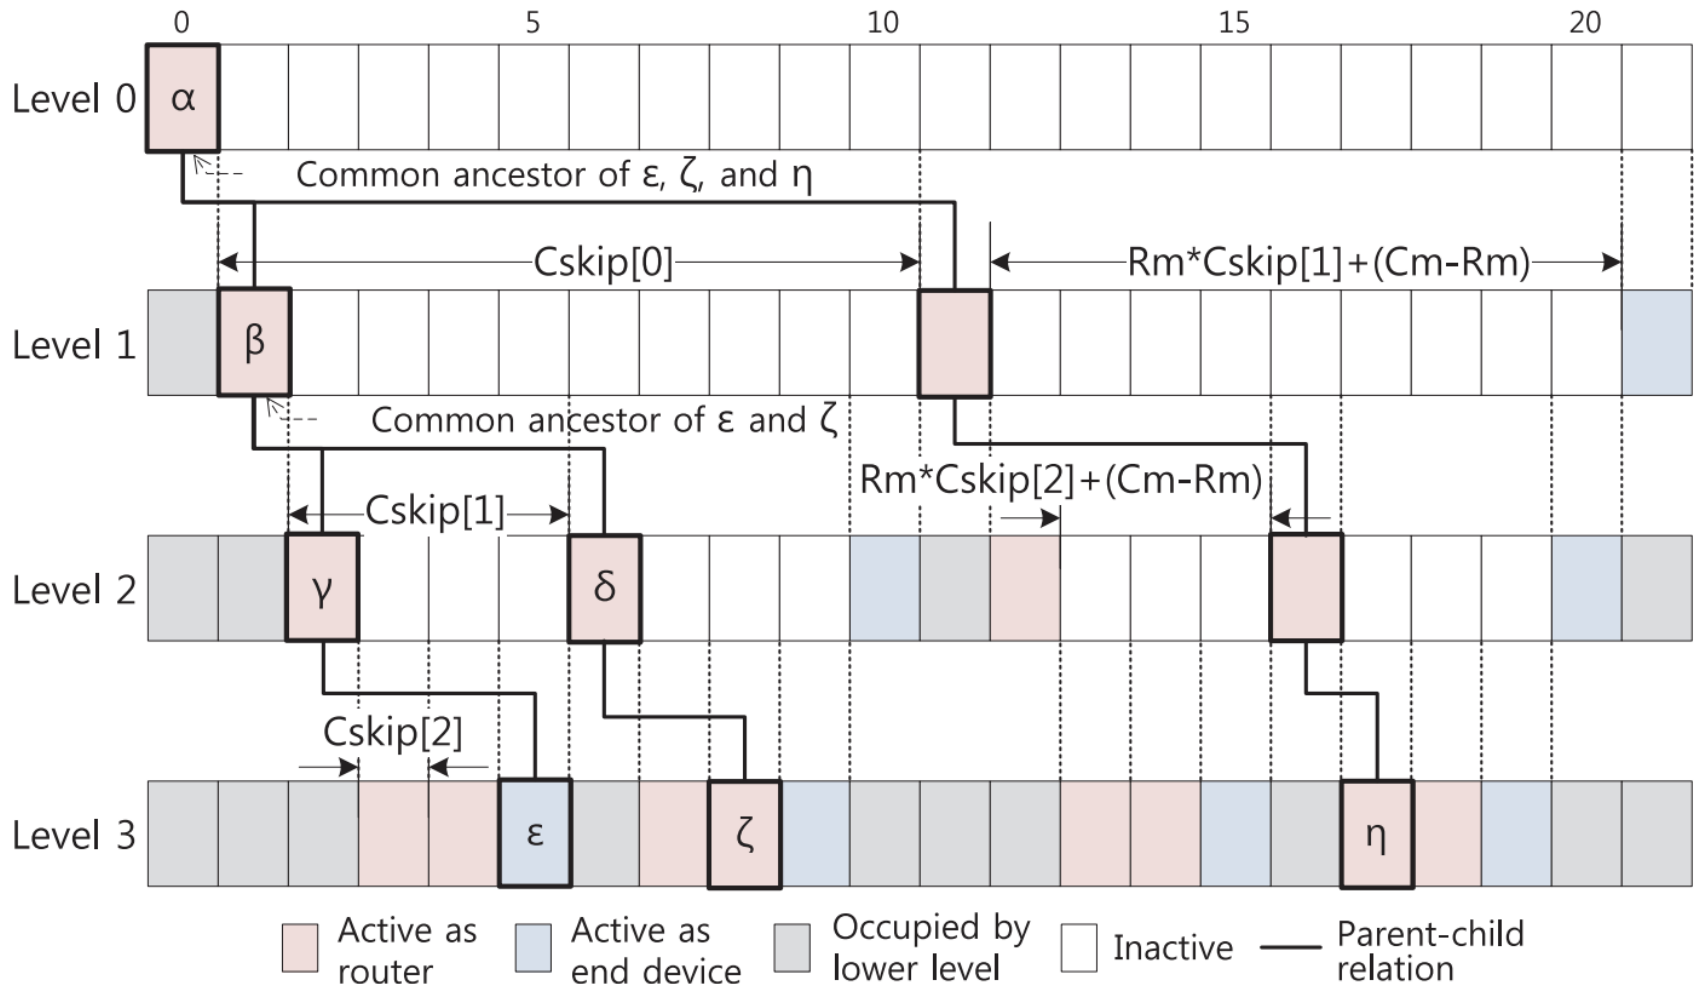 0 5 10 15 20
Level 0
α
Common ancestor of ε, ζ, and η
Cskip[0]
Rm*Cskip[1]+(Cm-Rm)
Level 1
β
Common ancestor of ε and ζ
Rm*Cskip[2]+(Cm-Rm)
Cskip[1]
Level 2
γ
δ
Cskip[2]
Level 3
ε
ζ
η
Active as
router
Active as
end device
Occupied by
lower level
Inactive
Parent-child
relation